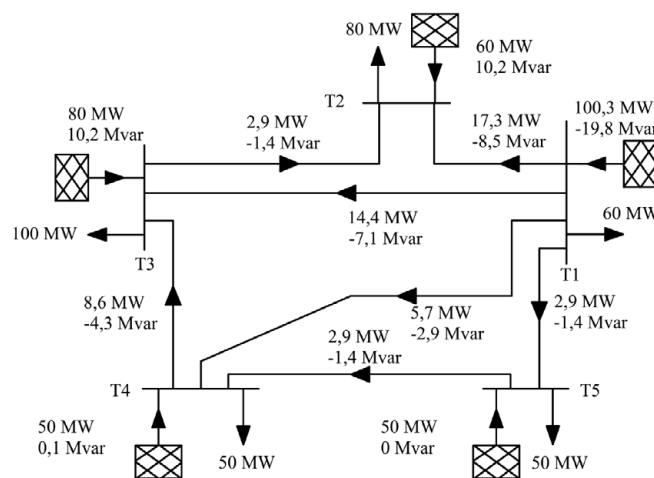 80 MW
60 MW
10,2 Mvar
T2
80 MW
10,2 Mvar
2,9 MW
-1,4 Mvar
17,3 MW
-8,5 Mvar
100,3 MW
-19,8 Mvar
14,4 MW
-7,1 Mvar
60 MW
100 MW
T3
T1
8,6 MW
-4,3 Mvar
5,7 MW
-2,9 Mvar
2,9 MW
-1,4 Mvar
2,9 MW
-1,4 Mvar
T4
T5
50 MW
0,1 Mvar
50 MW
50 MW
0 Mvar
50 MW